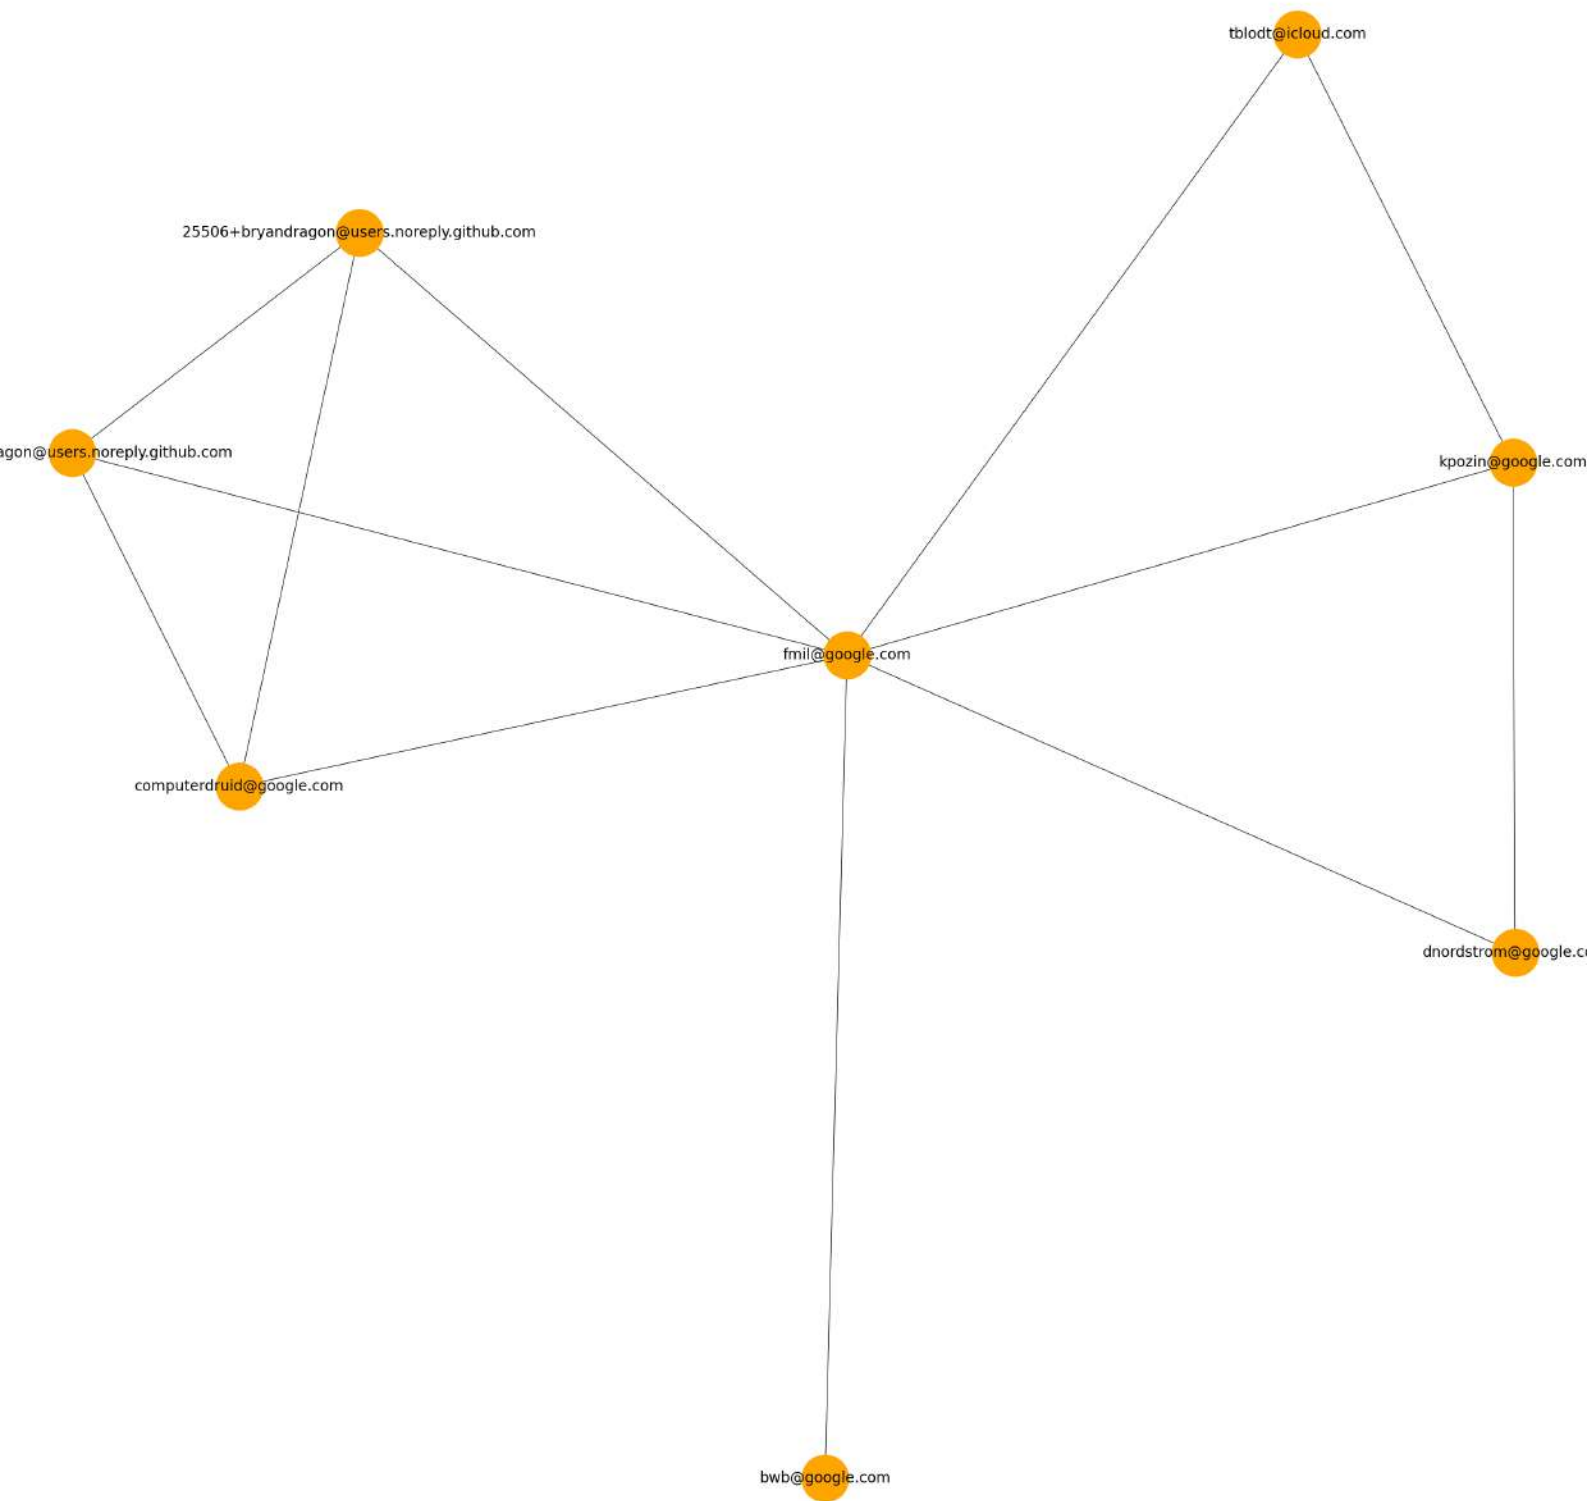 tblodt@icloud.com
25506+bryandragon@users.noreply.github.com
agon@users.noreply.github.com
kpozin@google.com
fmil@google.com
computerdruid@google.com
dnordstrom@google.c
bwb@google.com